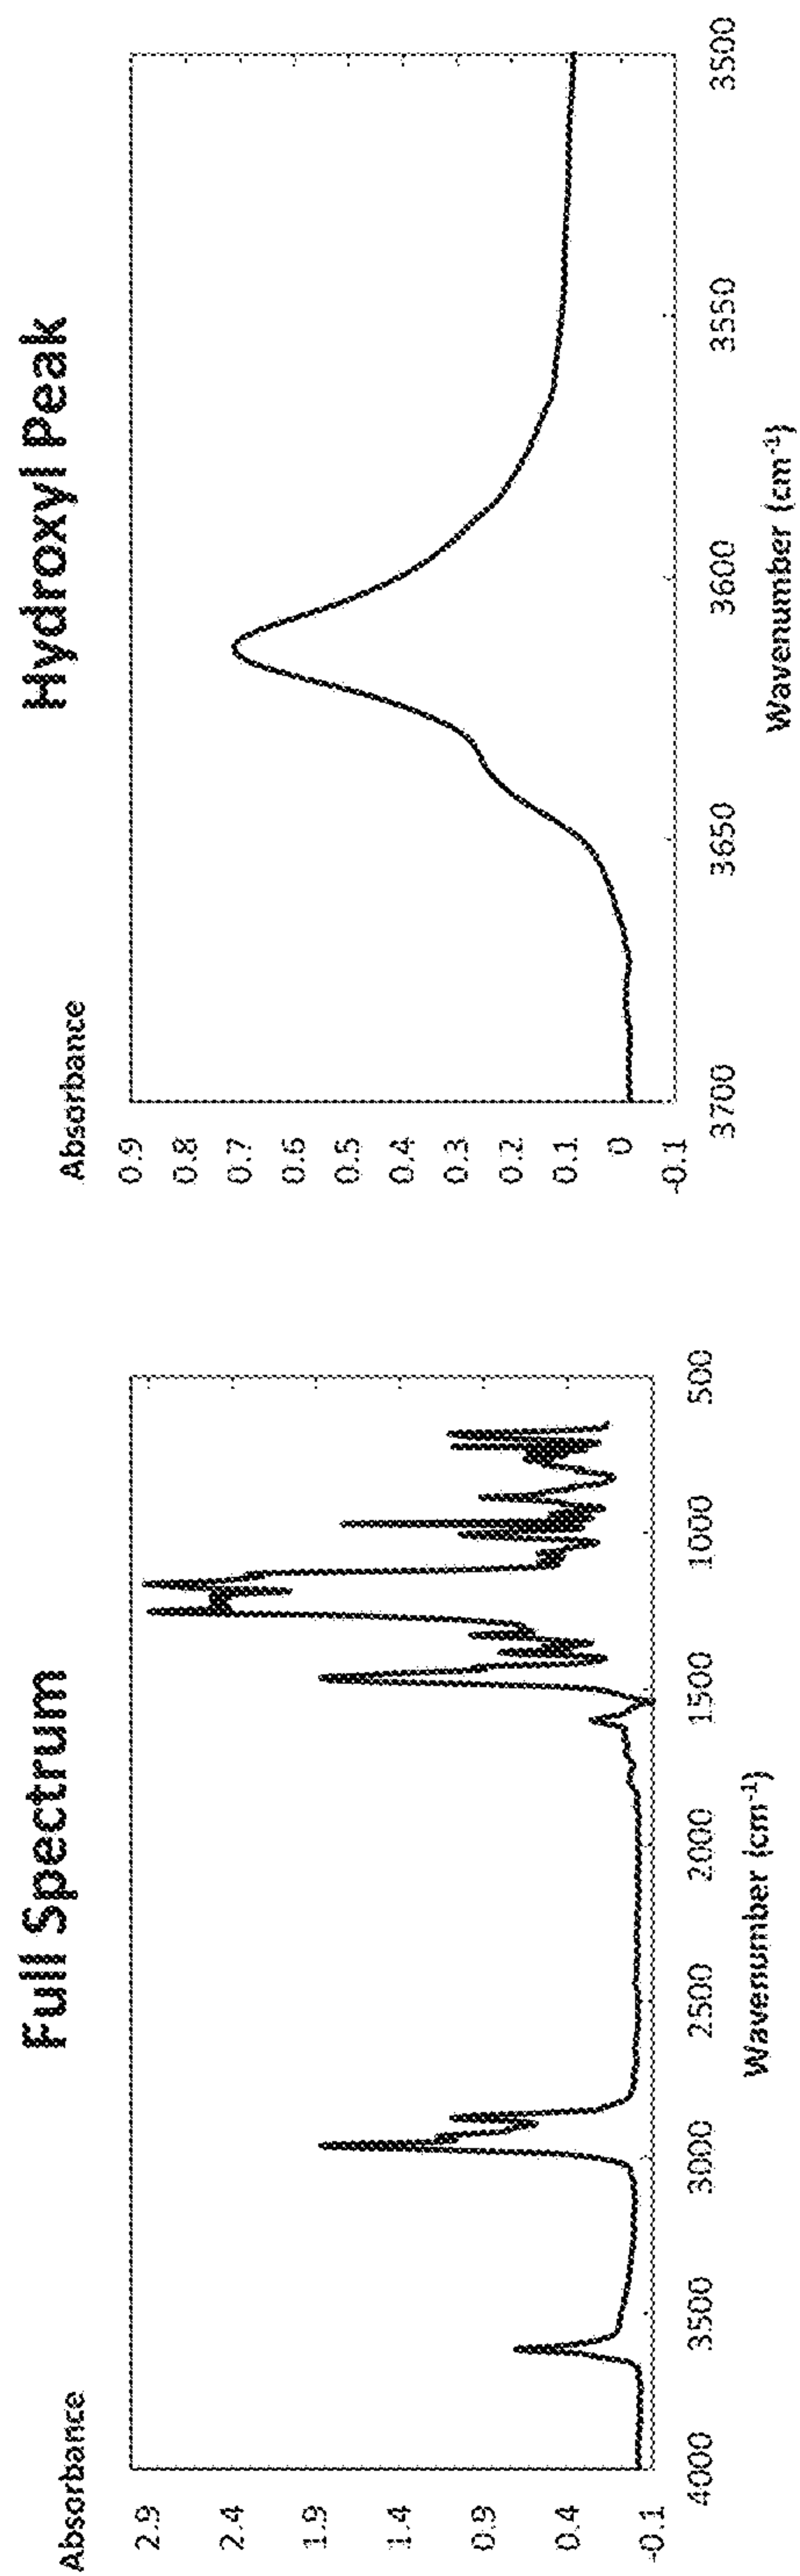 Full Spectrum
Absorbance
2.9
2.4
1.9
1.4
0.9
0.4
-0.1
4000 3500 3000 2500 2000 1500 1000 500
Wavenumber (cm-1)
Hydroxyl Peak
Absorbance
0.9
0.8
0.7
0.6
0.5
0.4
0.3
0.2
0.1
0
-0.1
3700 3650 3600 3550 3500
Wavenumber (cm-1)